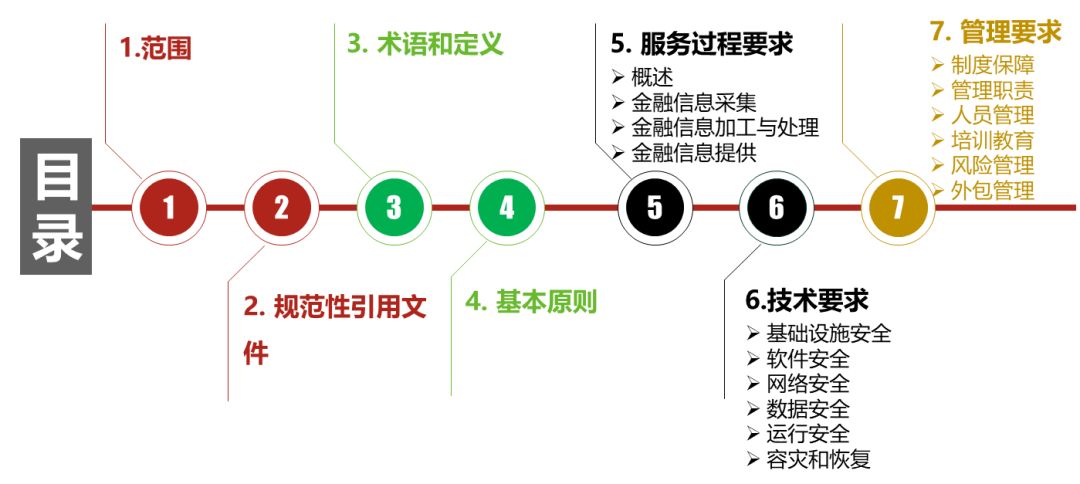 目录
1
2
3
4
5
6
7
1.范围
2. 规范性引用文
件
3. 术语和定义
4. 基本原则
5. 服务过程要求
➢ 概述
➢ 金融信息采集
➢ 金融信息加工与处理
➢ 金融信息提供
6.技术要求
➢ 基础设施安全
➢ 软件安全
➢ 网络安全
➢ 数据安全
➢ 运行安全
➢ 容灾和恢复
7. 管理要求
➢ 制度保障
➢ 管理职责
➢ 人员管理
➢ 培训教育
➢ 风险管理
➢ 外包管理